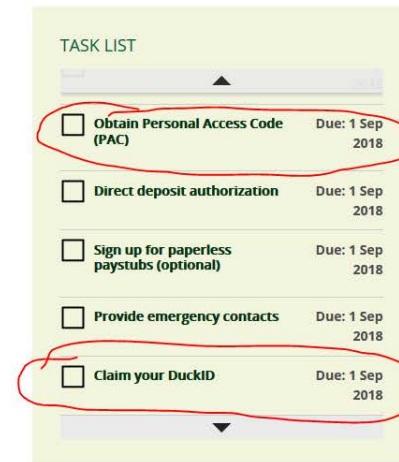 TASK LIST
Obtain Personal Access Code Due: 1 Sep
(PAC) 2018
Direct deposit authorization Due: 1 Sep
2018
Sign up for paperless Due: 1 Sep
paystubs (optional) 2018
Provide emergency contacts Due: 1 Sep
2018
Claim your DuckID Due: 1 Sep
2018